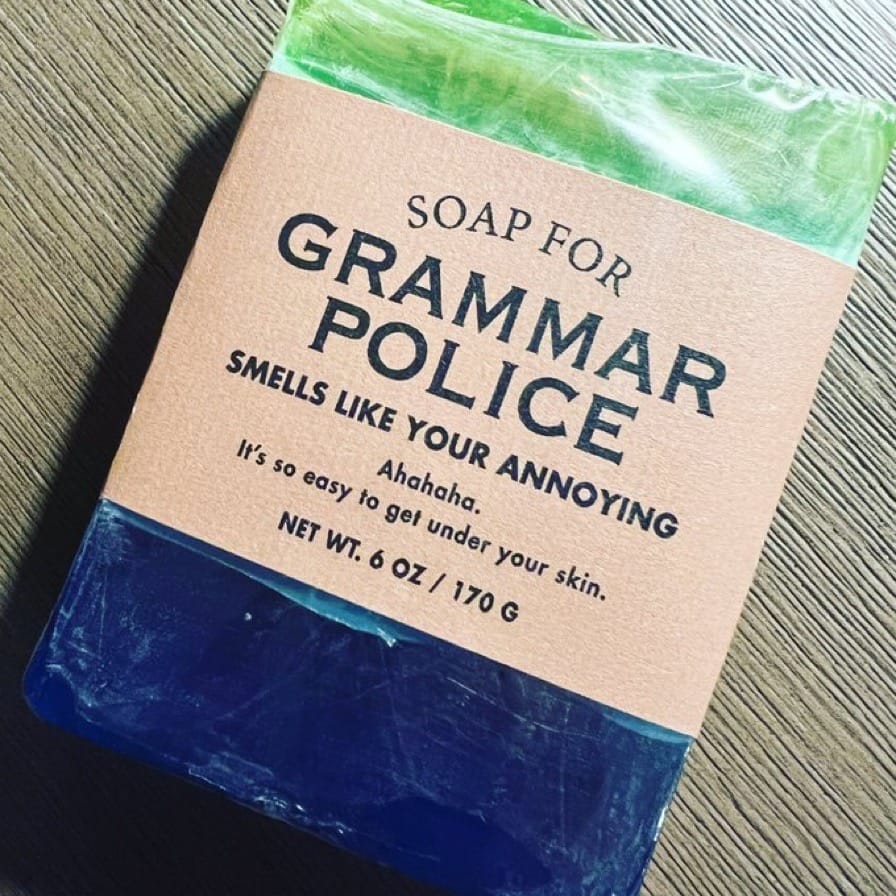 SOAP FOR
GRAMMAR
POLICE
SMELLS LIKE YOUR ANNOYING
Ahahaha.
It's so easy to get under your skin.
NET WT. 6 OZ / 170 G